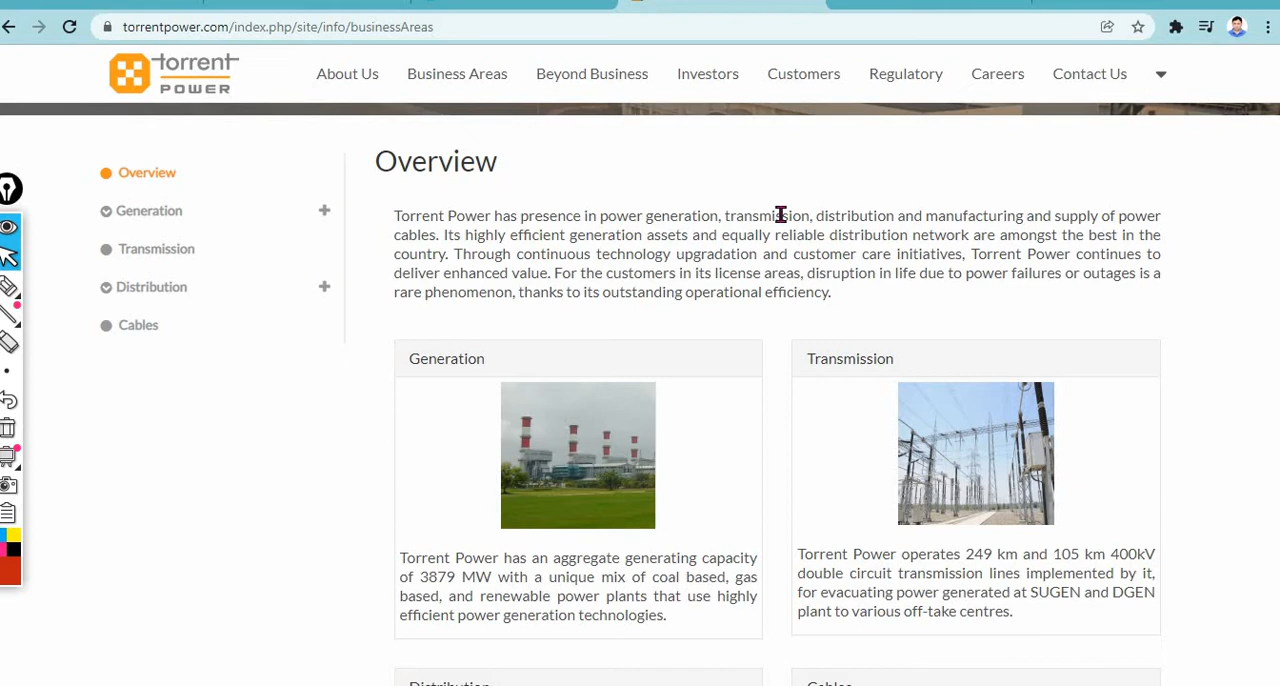 torrentpower.com/index.php/site/info/businessAreas
torrent
POWER
About Us Business Areas Beyond Business Investors Customers Regulatory Careers Contact Us
Overview
Generation +
Transmission
Distribution +
Cables
Overview
Torrent Power has presence in power generation, transmission, distribution and manufacturing and supply of power
cables. Its highly efficient generation assets and equally reliable distribution network are amongst the best in the
country. Through continuous technology upgradation and customer care initiatives, Torrent Power continues to
deliver enhanced value. For the customers in its license areas, disruption in life due to power failures or outages is a
rare phenomenon, thanks to its outstanding operational efficiency.
Generation
Torrent Power has an aggregate generating capacity
of 3879 MW with a unique mix of coal based, gas
based, and renewable power plants that use highly
efficient power generation technologies.
Transmission
Torrent Power operates 249 km and 105 km 400kV
double circuit transmission lines implemented by it,
for evacuating power generated at SUGEN and DGEN
plant to various off-take centres.
Distribution
Cables